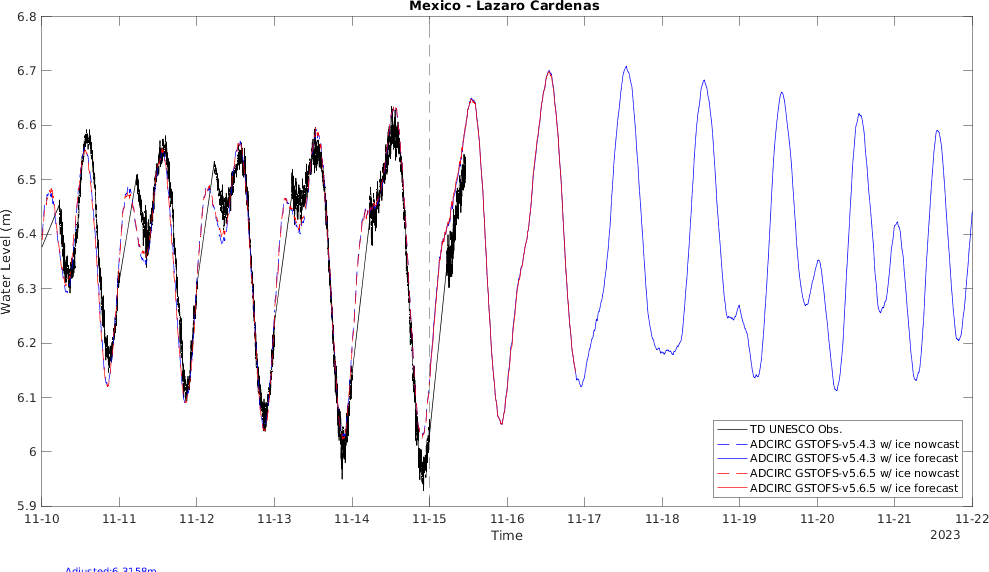 Mexico - Lazaro Cardenas
6.8
6.7
6.6
6.5
6.4
6.3
6.2
6.1
6
5.9
Water Level (m)
11-10 11-11 11-12 11-13 11-14 11-15 11-16 11-17 11-18 11-19 11-20 11-21 11-22
Time
2023
TD UNESCO Obs.
ADCIRC GSTOFS-v5.4.3 w/ ice nowcast
ADCIRC GSTOFS-v5.4.3 w/ ice forecast
ADCIRC GSTOFS-v5.6.5 w/ ice nowcast
ADCIRC GSTOFS-v5.6.5 w/ ice forecast
Adjusted:6.3158m